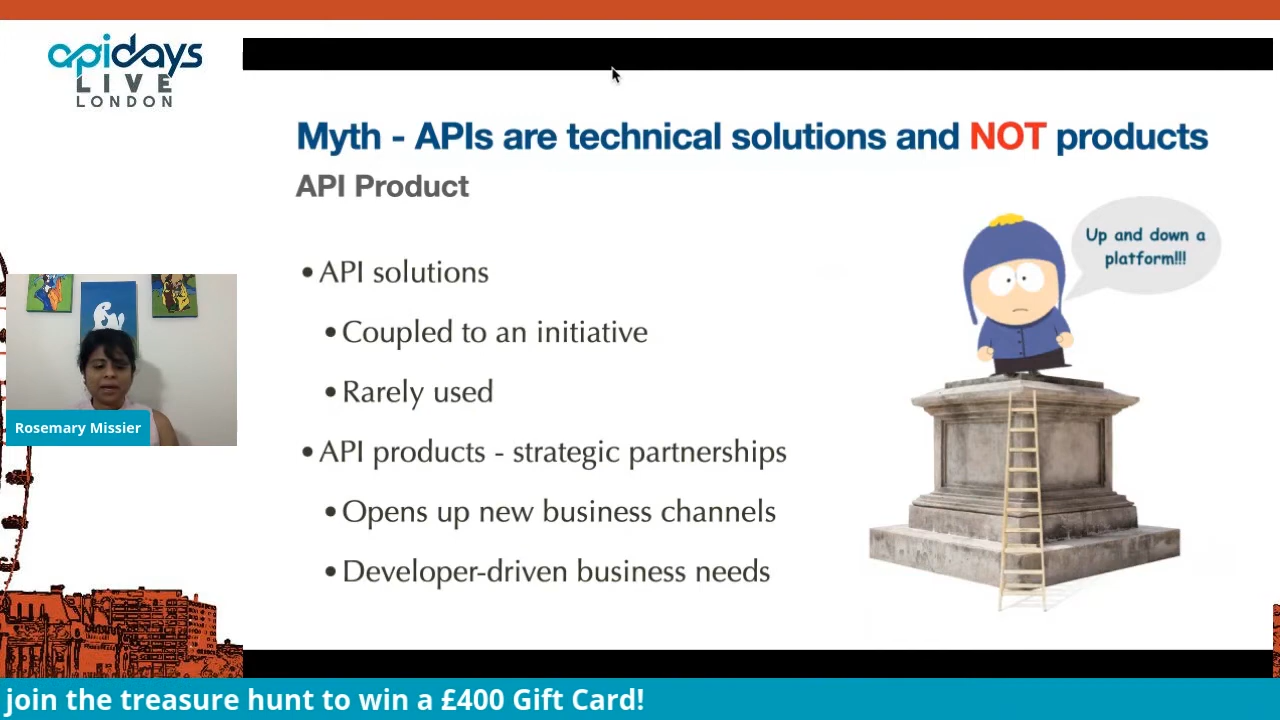 apidays
LIVE
LONDON
Myth - APIs are technical solutions and NOT products
API Product
Up and down a
platform!!!
•API solutions
•Coupled to an initiative
•Rarely used
•API products - strategic partnerships
•Opens up new business channels
•Developer-driven business needs
Rosemary Missier
join the treasure hunt to win a £400 Gift Card!